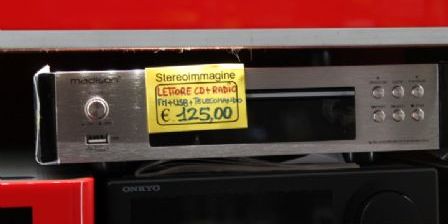 madison
Stereoimmagine
LETTORE CD+RADIO
FM+USB+TELECOMANDO
€ 125,00
ONKYO